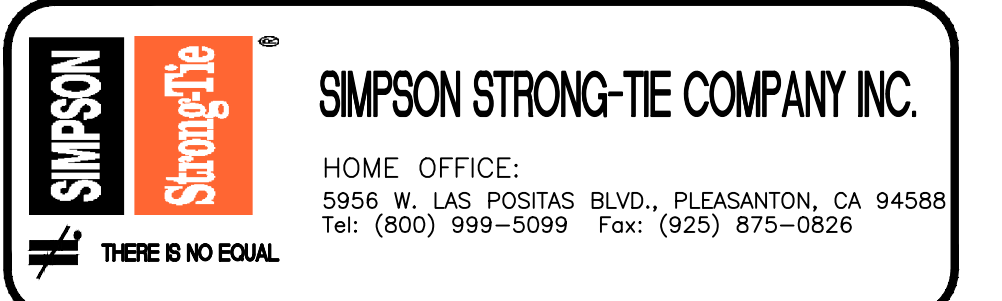 SIMPSON
Strong-Tie
®
THERE IS NO EQUAL
SIMPSON STRONG-TIE COMPANY INC.
HOME OFFICE:
5956 W. LAS POSITAS BLVD., PLEASANTON, CA 94588
Tel: (800) 999-5099 Fax: (925) 875-0826